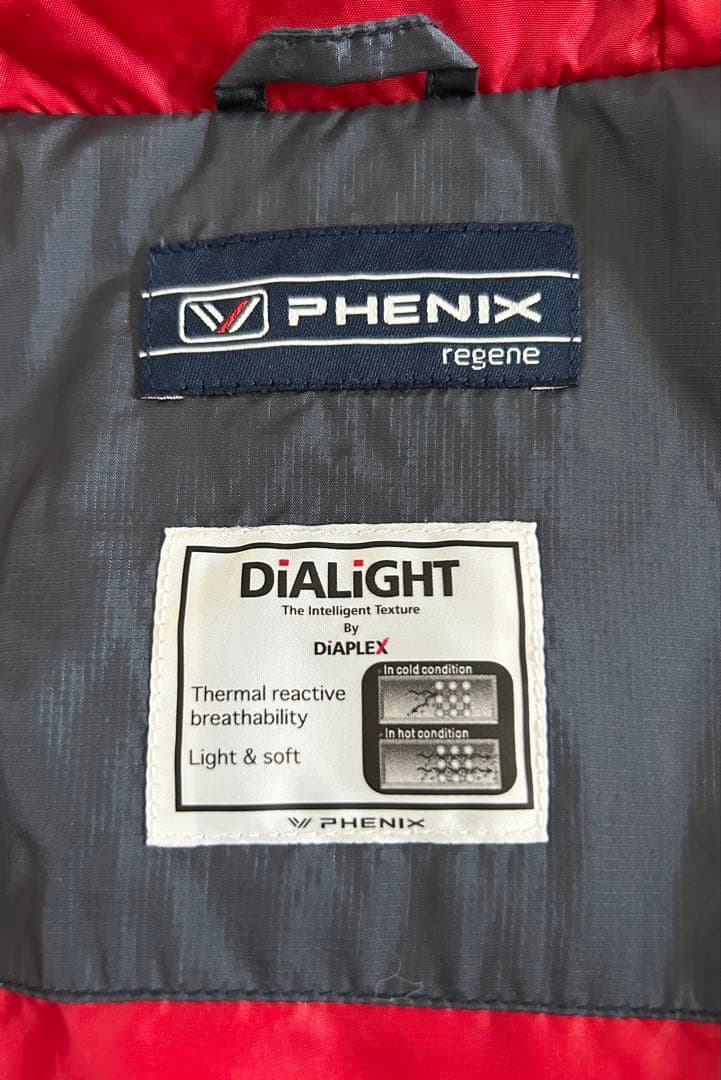 PHENIX
regene
DiALiGHT
The Intelligent Texture
By
DiAPLEX
In cold condition
Thermal reactive
breathability
In hot condition
Light & soft
PHENIX